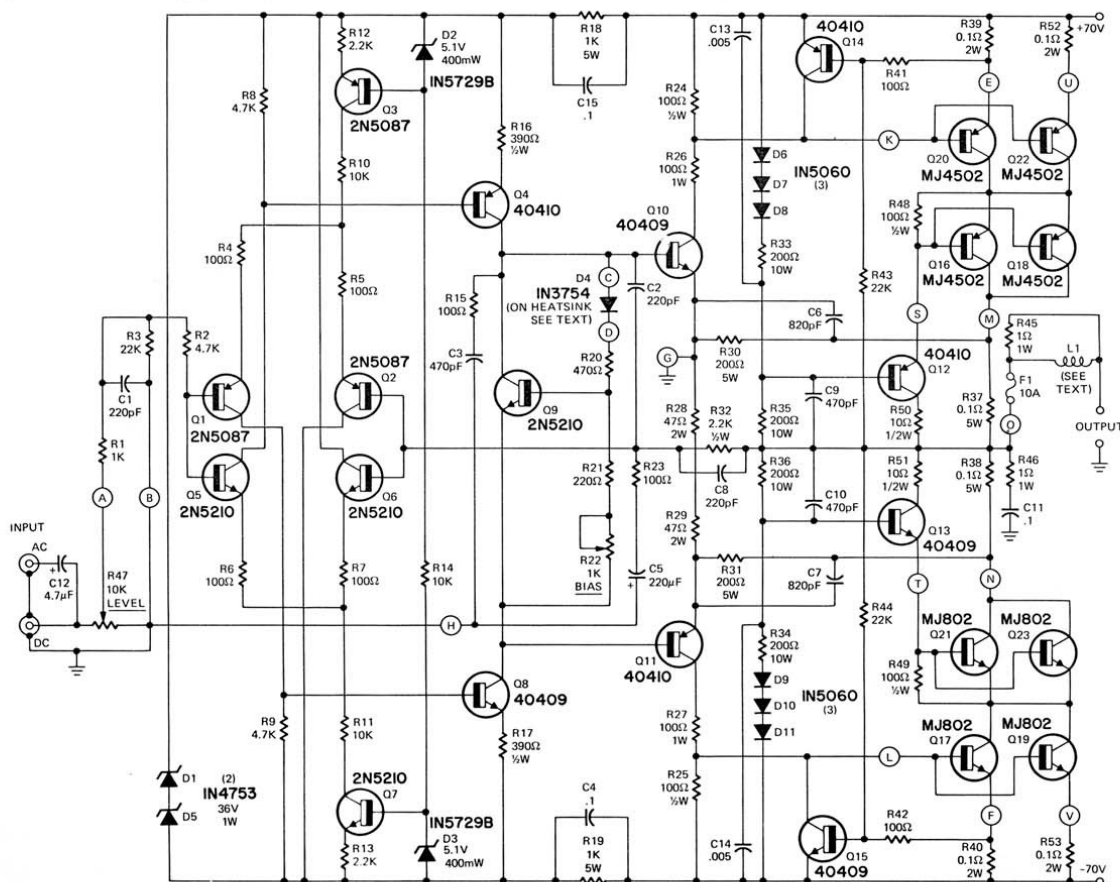 R12
2.2K
D2
5.1V
400mW
IN5729B
R18
1K
5W
C15
.1
C13
.005
40410
Q14
R39
0.1Ω
2W
R52
0.1Ω
2W
+70V
R8
4.7K
Q3
2N5087
R24
100Ω
½W
R41
100Ω
E
U
R16
390Ω
½W
R10
10K
K
Q20
MJ4502
Q22
MJ4502
R26
100Ω
1W
D6
D7
D8
IN5060
(3)
Q4
40410
Q10
40409
R48
100Ω
½W
Q16
MJ4502
Q18
MJ4502
R4
100Ω
R5
100Ω
R15
100Ω
C3
470pF
D4
IN3754
(ON HEATSINK
SEE TEXT)
C
D
C2
220pF
R33
200Ω
10W
R43
22K
C6
820pF
S
M
R3
22K
R2
4.7K
2N5087
Q2
R20
470Ω
G
R30
200Ω
5W
40410
Q12
R45
1Ω
1W
L1
(SEE
TEXT)
F1
10A
C1
220pF
Q1
2N5087
Q9
2N5210
R28
47Ω
2W
R32
2.2K
½W
R35
200Ω
10W
C9
470pF
R50
10Ω
1/2W
R37
0.1Ω
5W
O
OUTPUT
R1
1K
A
B
Q5
2N5210
Q6
2N5210
R21
220Ω
R23
100Ω
C8
220pF
R36
200Ω
10W
C10
470pF
R51
10Ω
1/2W
R38
0.1Ω
5W
R46
1Ω
1W
C11
.1
INPUT
AC
C12
4.7μF
+
R47
10K
LEVEL
DC
R6
100Ω
R7
100Ω
R14
10K
R22
1K
BIAS
C5
220μF
+
R29
47Ω
2W
R31
200Ω
5W
C7
820pF
Q13
40409
T
N
H
R44
22K
Q11
40410
R34
200Ω
10W
MJ802
Q21
MJ802
Q23
R49
100Ω
½W
Q8
40409
R9
4.7K
R11
10K
R17
390Ω
½W
R27
100Ω
1W
D9
D10
D11
IN5060
(3)
MJ802
Q17
MJ802
Q19
L
D1
D5
(2)
IN4753
36V
1W
2N5210
Q7
R13
2.2K
IN5729B
D3
5.1V
400mW
C4
.1
R19
1K
5W
R25
100Ω
½W
C14
.005
Q15
40409
R42
100Ω
F
V
R40
0.1Ω
2W
R53
0.1Ω
2W
-70V